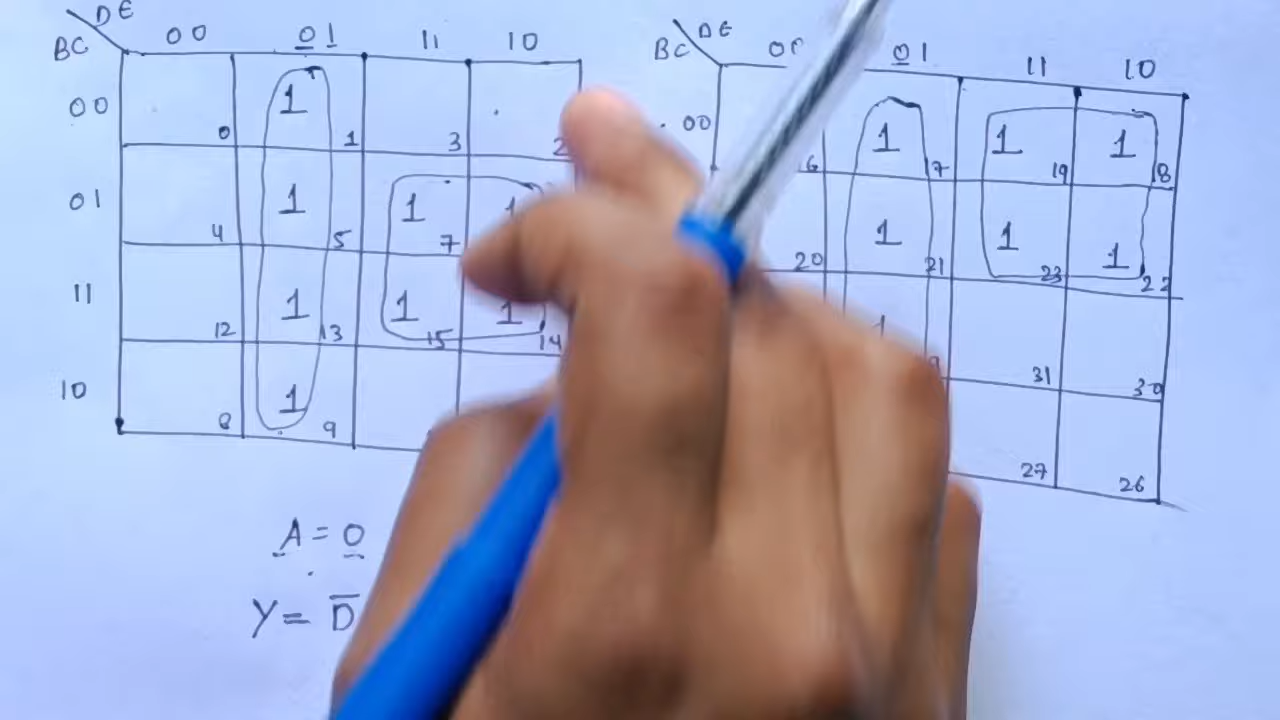 DE
BC 00 01 11 10
00 1
0 1 3 2
01 1 1 1
4 5 7
11 1 1 1
12 13 15 14
10 1
8 9
DE
BC 01 11 10
00 1 1 1
17 19 18
1 1 1
20 21 23 22
31 30
27 26
A = 0
Y = D̅